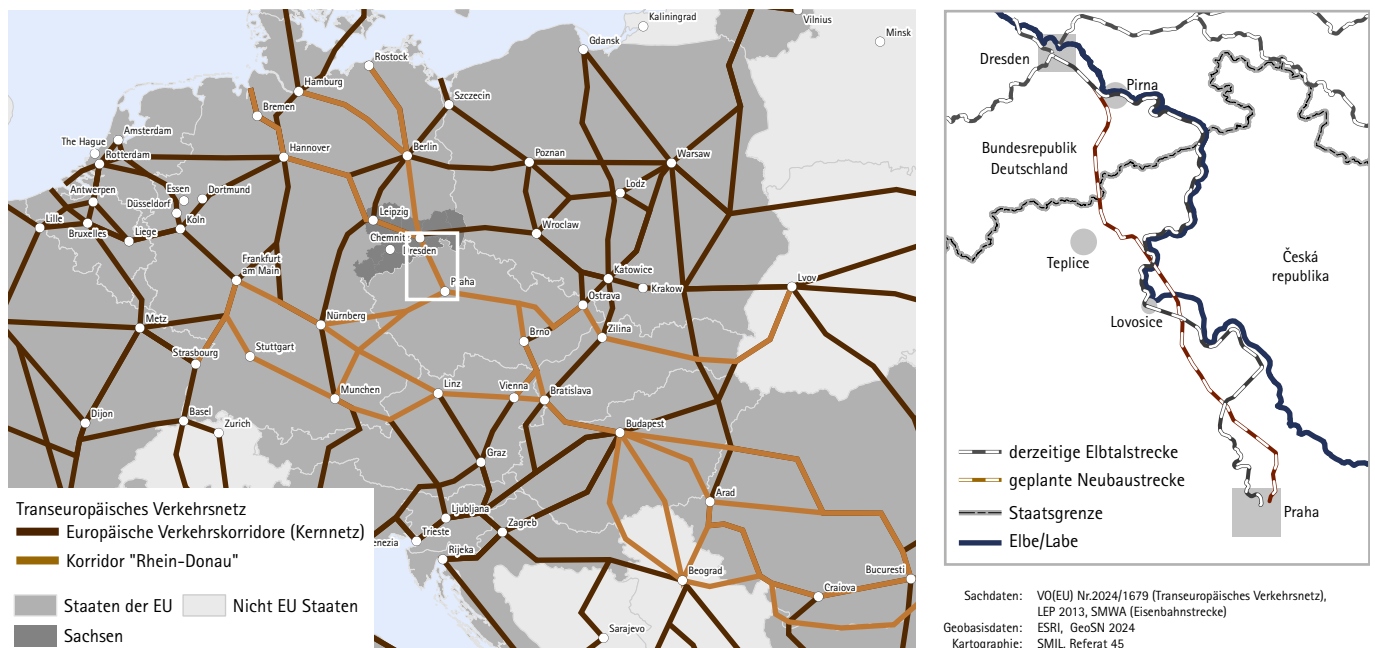 Kaliningrad
Vilnius
Minsk
Gdansk
Rostock
Hamburg
Szczecin
Bremen
Amsterdam
The Hague
Rotterdam
Hannover
Berlin
Poznan
Warsaw
Essen
Dortmund
Antwerpen
Düsseldorf
Lodz
Leipzig
Lille
Köln
Bruxelles
Liege
Wroclaw
Chemnit
Dresden
Frankfurt
am Main
Katowice
Lvov
Praha
Krakow
Ostrava
Metz
Nürnberg
Brno
Zilina
Strasbourg
Stuttgart
Munchen
Linz
Vienna
Bratislava
Dijon
Basel
Zurich
Budapest
Graz
Arad
Ljubljana
Zagreb
Trieste
enezia
Rijeka
Beograd
Bucuresti
Craiova
Sarajevo
Transeuropäisches Verkehrsnetz
Europäische Verkehrskorridore (Kernnetz)
Korridor "Rhein-Donau"
Staaten der EU
Nicht EU Staaten
Sachsen
Dresden
Pirna
Bundesrepublik
Deutschland
Teplice
Česká
republika
Lovosice
Praha
derzeitige Elbtalstrecke
geplante Neubaustrecke
Staatsgrenze
Elbe/Labe
Sachdaten: VO(EU) Nr.2024/1679 (Transeuropäisches Verkehrsnetz),
LEP 2013, SMWA (Eisenbahnstrecke)
Geobasisdaten: ESRI, GeoSN 2024
Kartographie: SMIL, Referat 45